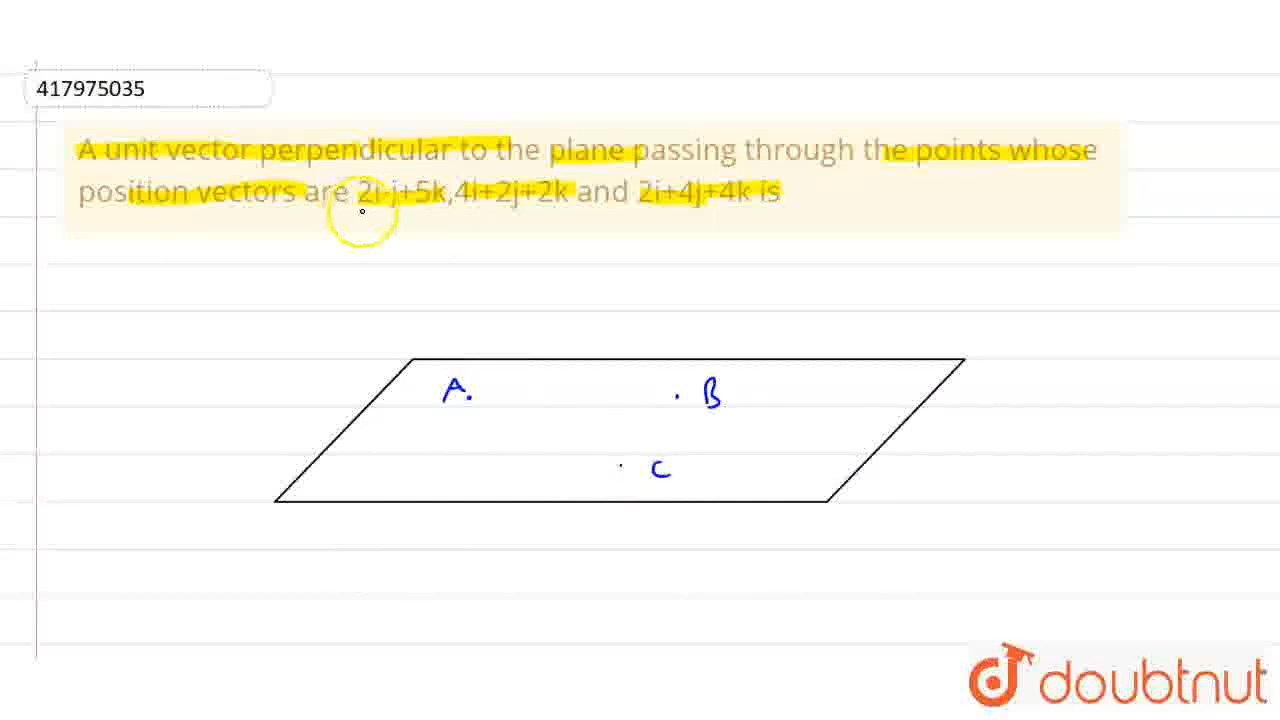 417975035
A unit vector perpendicular to the plane passing through the points whose
position vectors are 2i-j+5k,4i+2j+2k and 2i+4j+4k is
A.
. B
. C
doubtnut